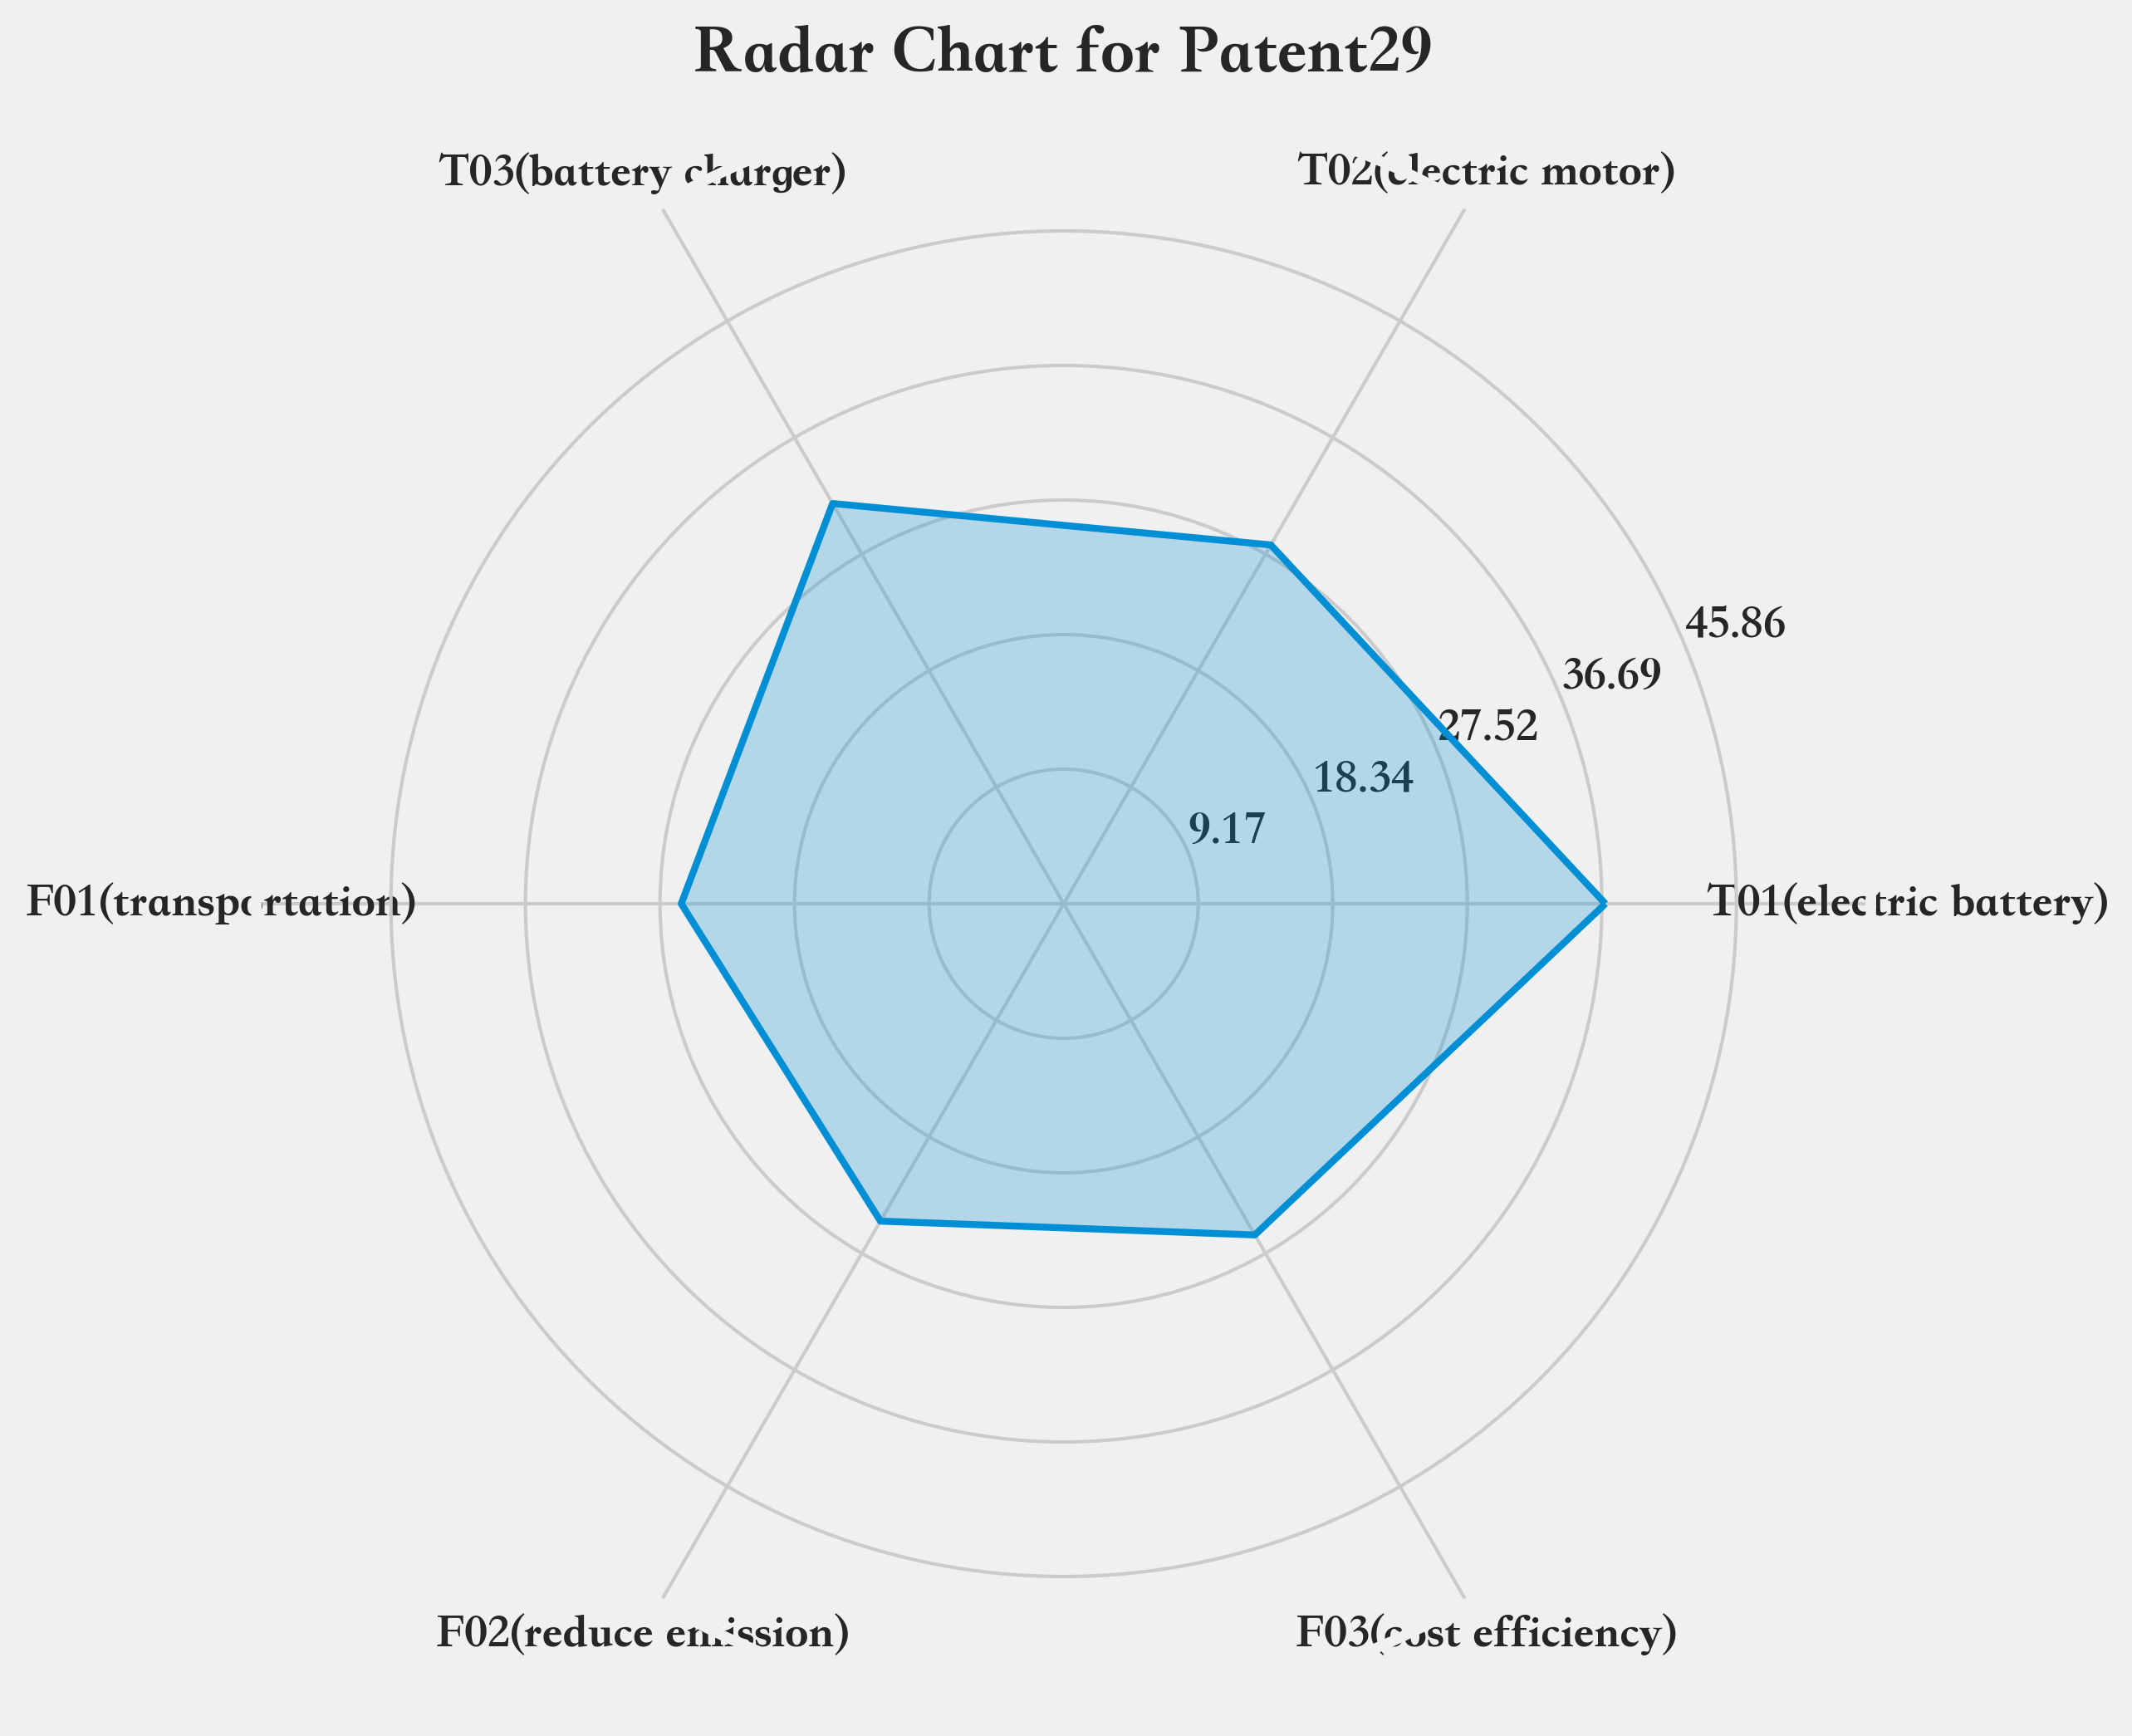 Radar Chart for Patent29
T03(battery charger)
T02(electric motor)
45.86
36.69
27.52
18.34
9.17
F01(transportation)
T01(electric battery)
F02(reduce emission)
F03(cost efficiency)